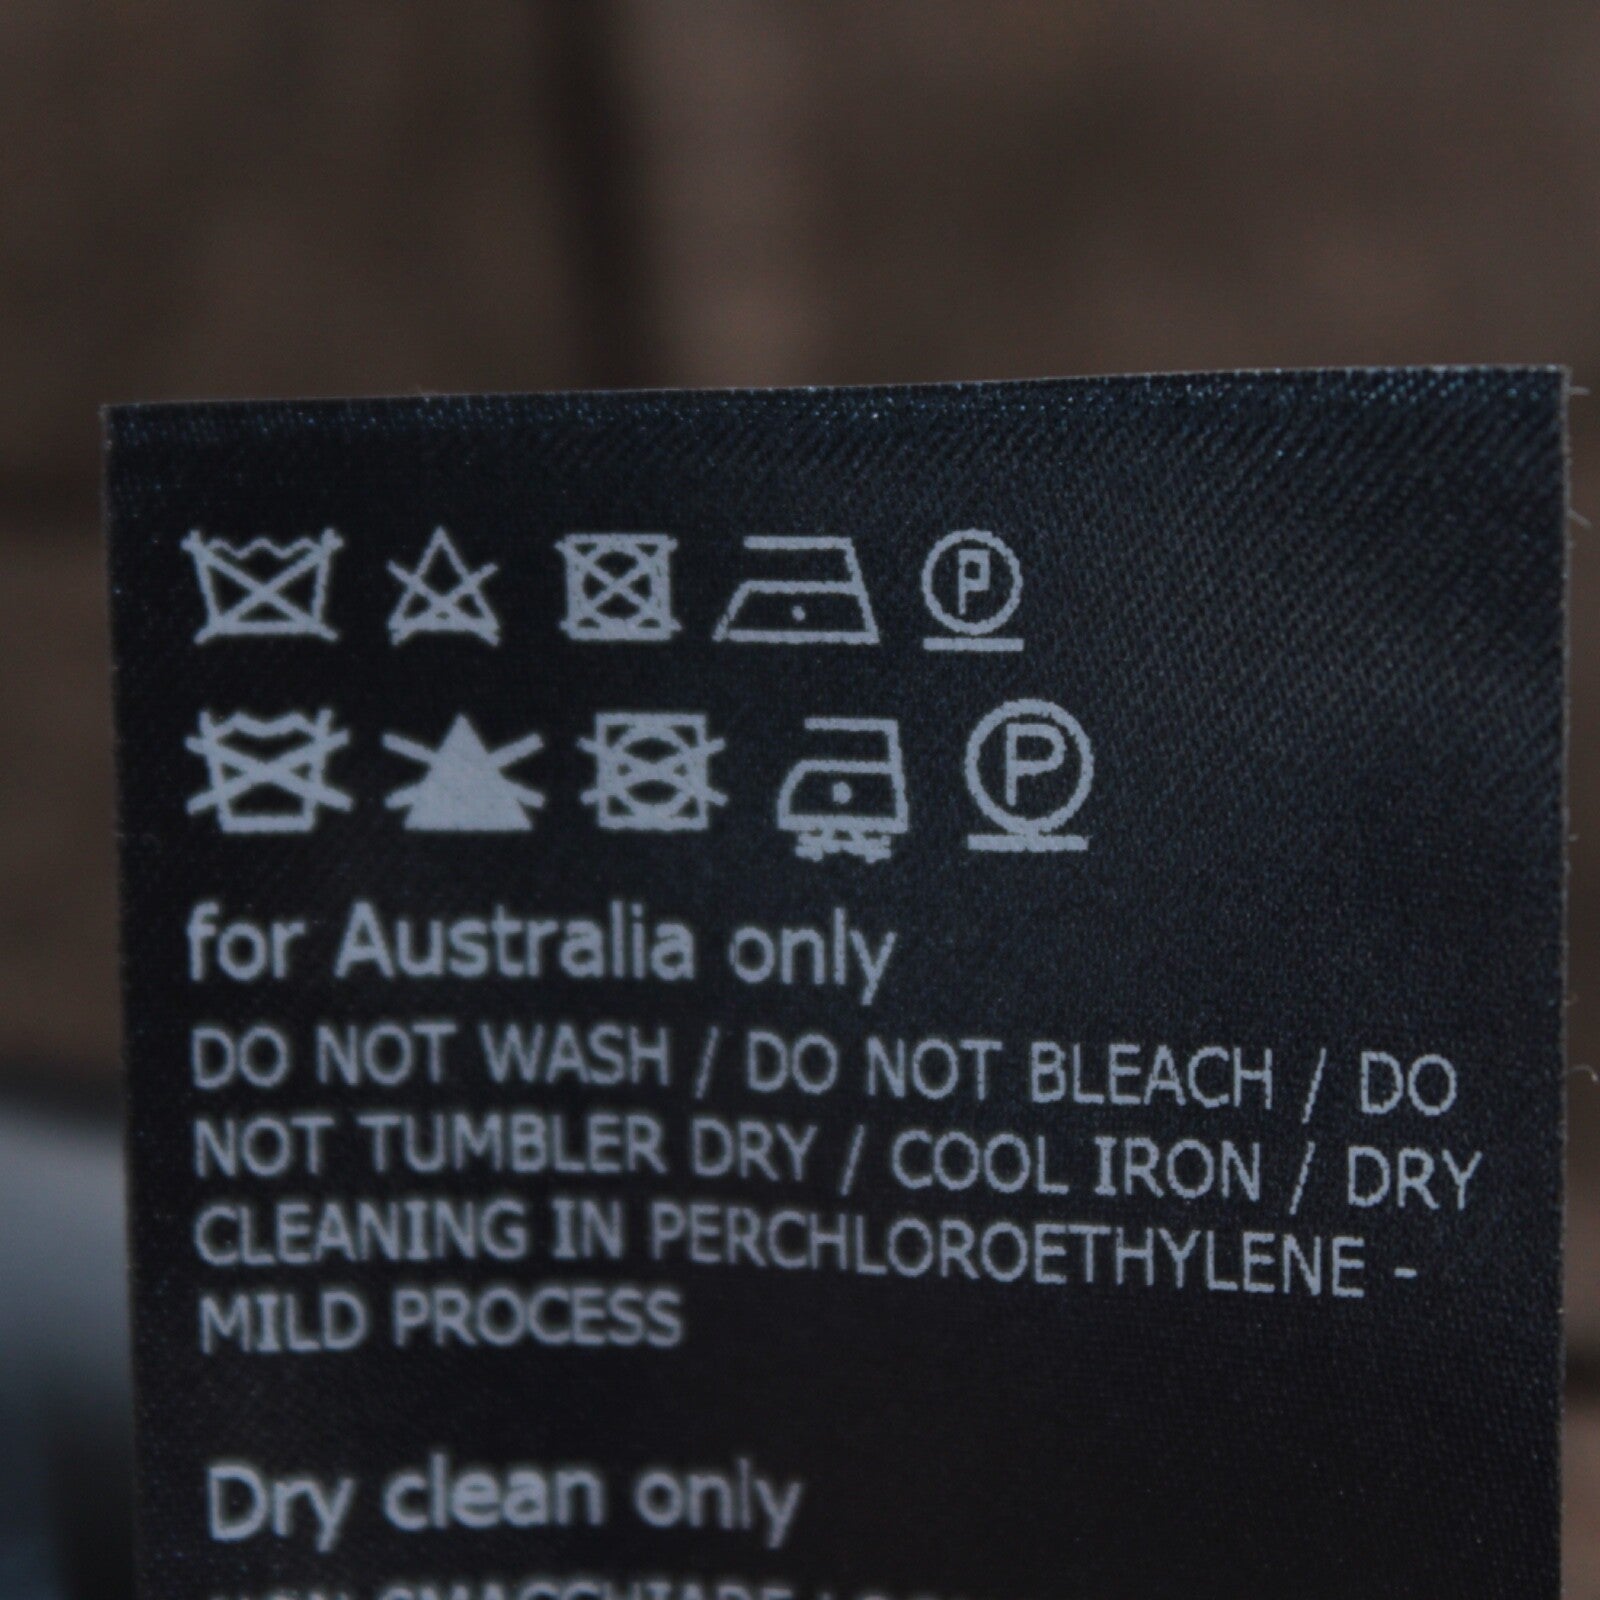 P
P
for Australia only
DO NOT WASH / DO NOT BLEACH / DO
NOT TUMBLER DRY / COOL IRON / DRY
CLEANING IN PERCHLOROETHYLENE -
MILD PROCESS
Dry clean only